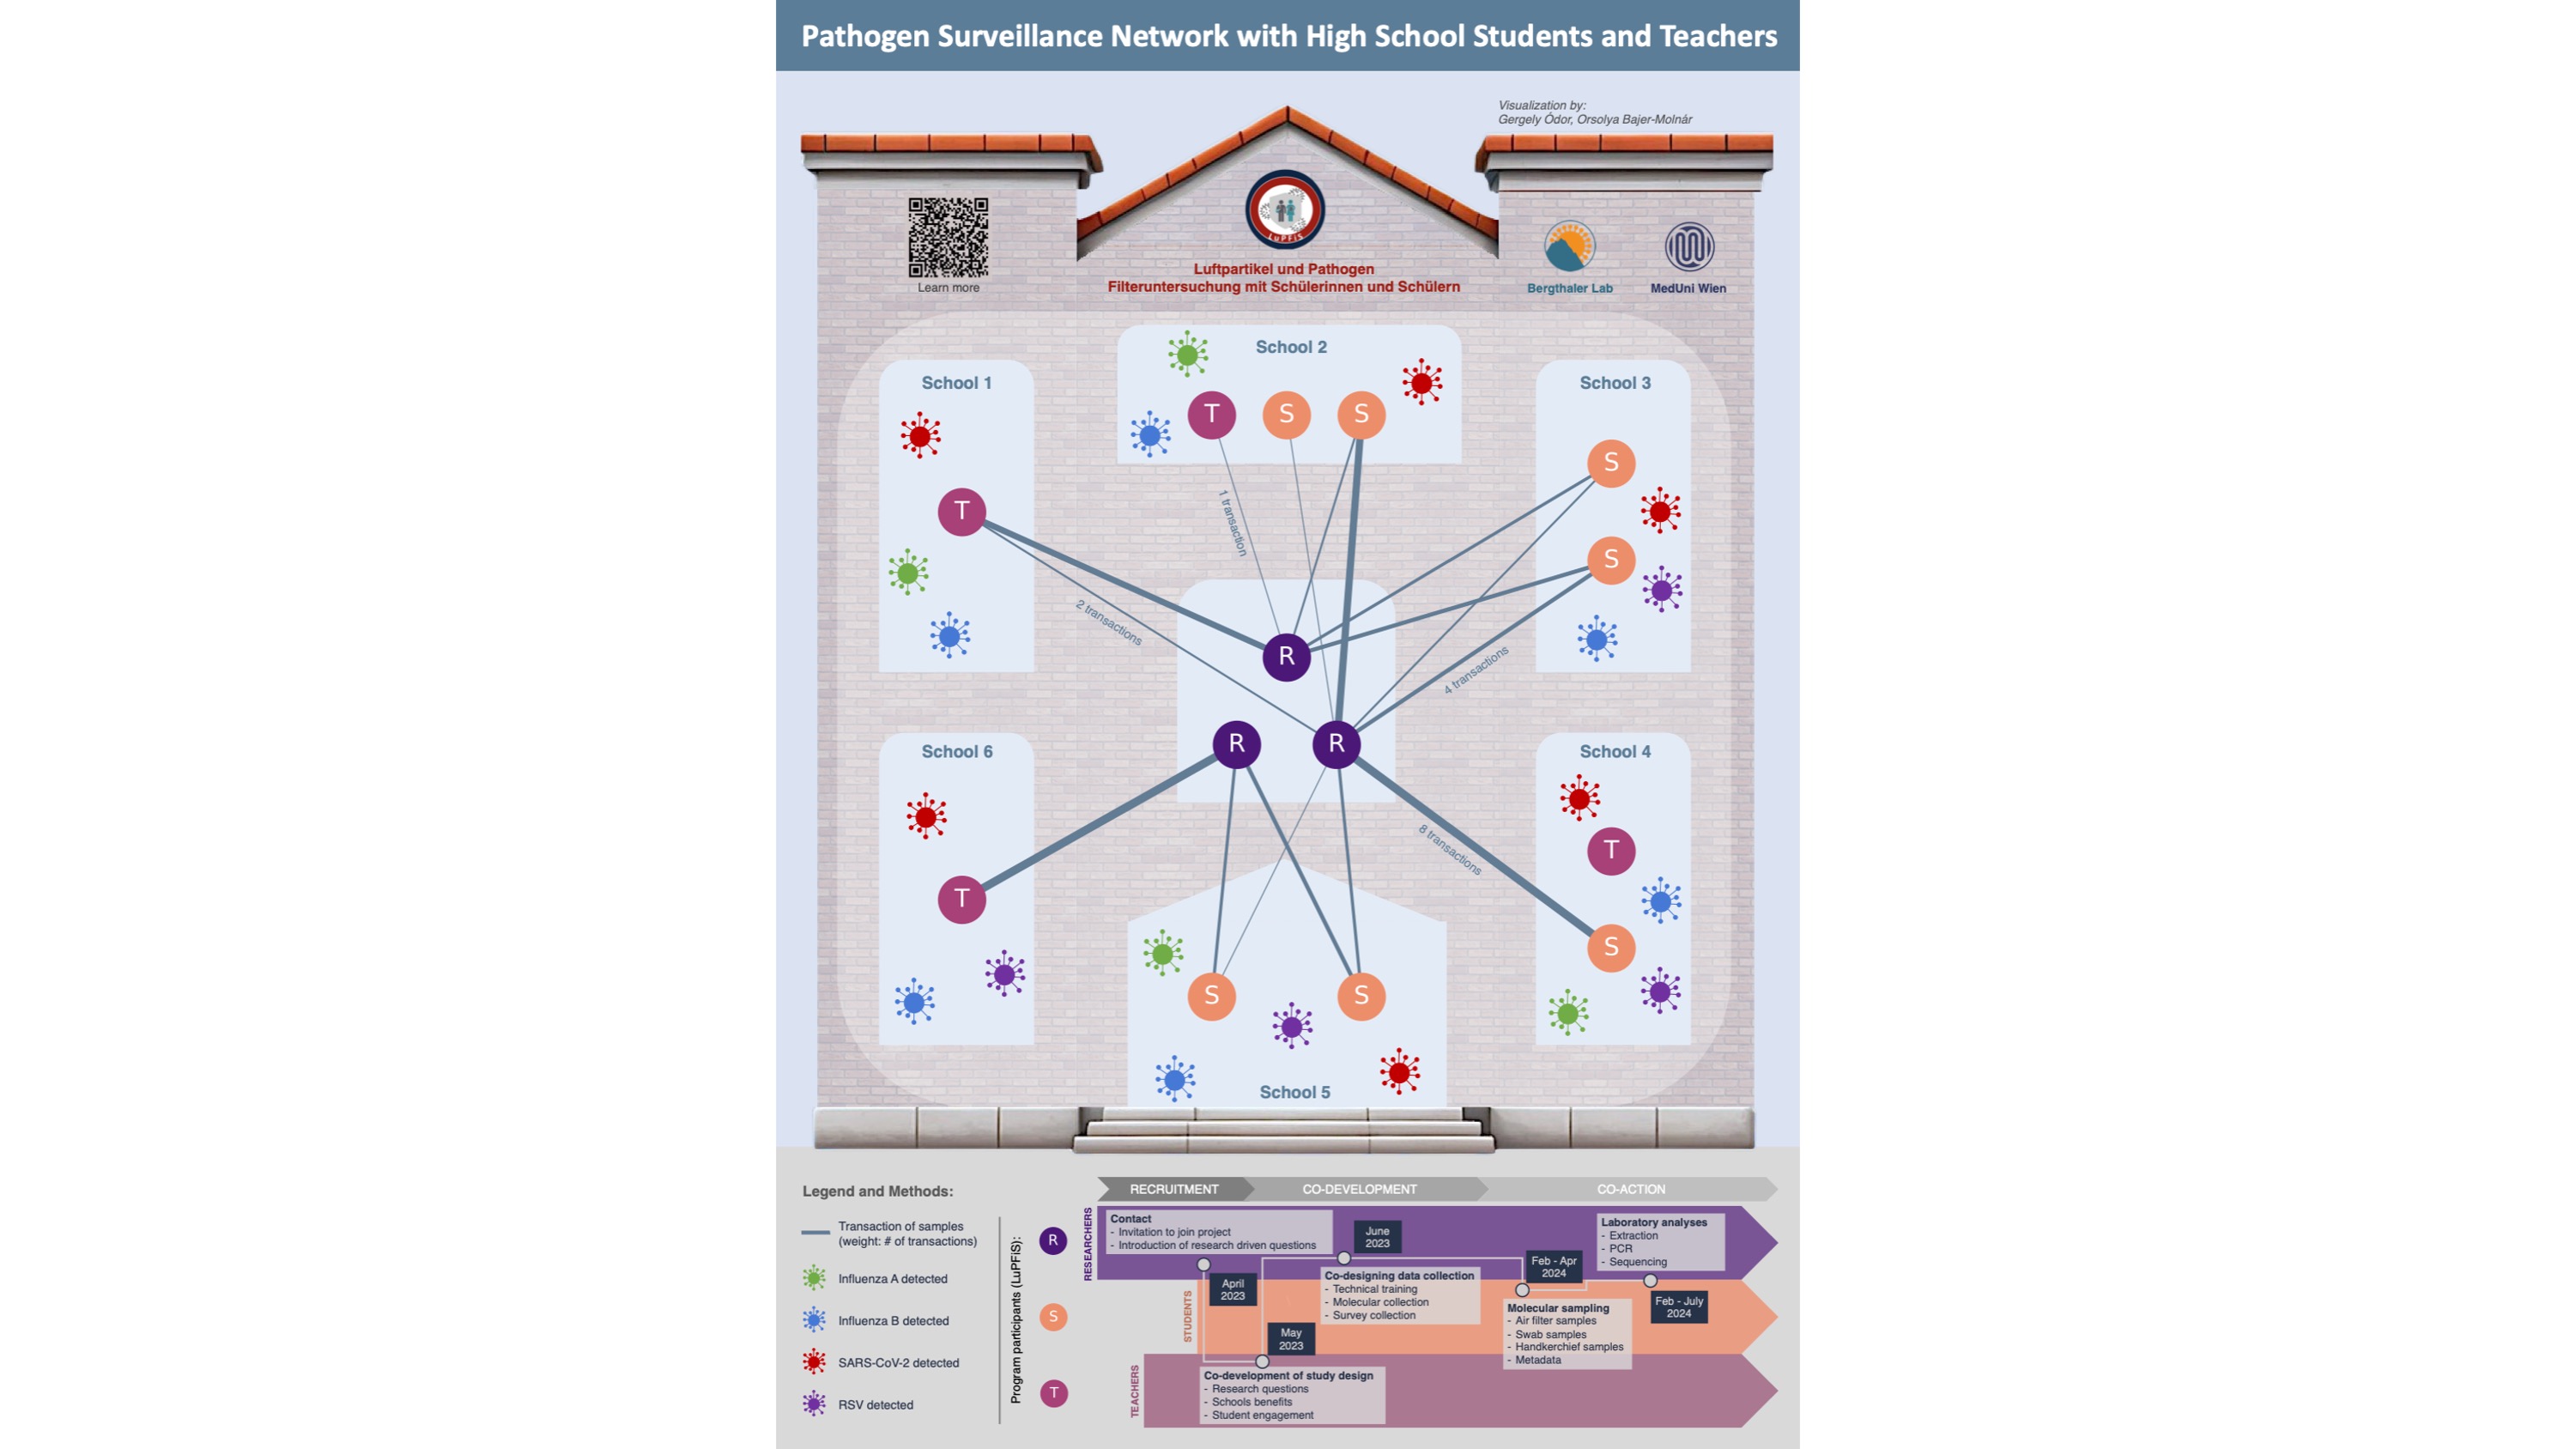 Pathogen Surveillance Network with High School Students and Teachers
Visualization by:
Gergely Ódor, Orsolya Bajer-Molnár
LuPFiS
Learn more
Luftpartikel und Pathogen
Filteruntersuchung mit Schülerinnen und Schülern
Bergthaler Lab
MedUni Wien
School 1
T
School 2
T
S
S
School 3
S
S
1 transaction
2 transactions
4 transactions
8 transactions
R
R
R
School 6
T
School 4
T
S
S
S
School 5
Legend and Methods:
Transaction of samples
(weight: # of transactions)
Influenza A detected
Influenza B detected
SARS-CoV-2 detected
RSV detected
Program participants (LuPFiS):
R
S
T
RECRUITMENT
CO-DEVELOPMENT
CO-ACTION
RESEARCHERS
STUDENTS
TEACHERS
Contact
- Invitation to join project
- Introduction of research driven questions
April
2023
May
2023
Co-development of study design
- Research questions
- Schools benefits
- Student engagement
June
2023
Co-designing data collection
- Technical training
- Molecular collection
- Survey collection
Feb - Apr
2024
Molecular sampling
- Air filter samples
- Swab samples
- Handkerchief samples
- Metadata
Laboratory analyses
- Extraction
- PCR
- Sequencing
Feb - July
2024